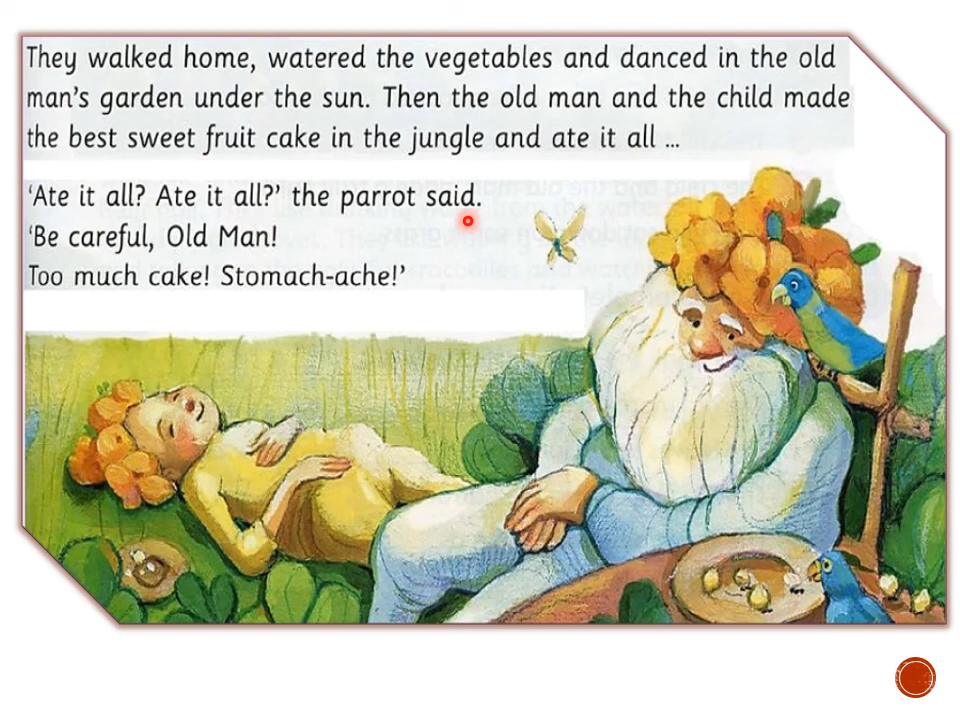 They walked home, watered the vegetables and danced in the old
man's garden under the sun. Then the old man and the child made
the best sweet fruit cake in the jungle and ate it all ...
'Ate it all? Ate it all?' the parrot said.
'Be careful, Old Man!
Too much cake! Stomach-ache!'